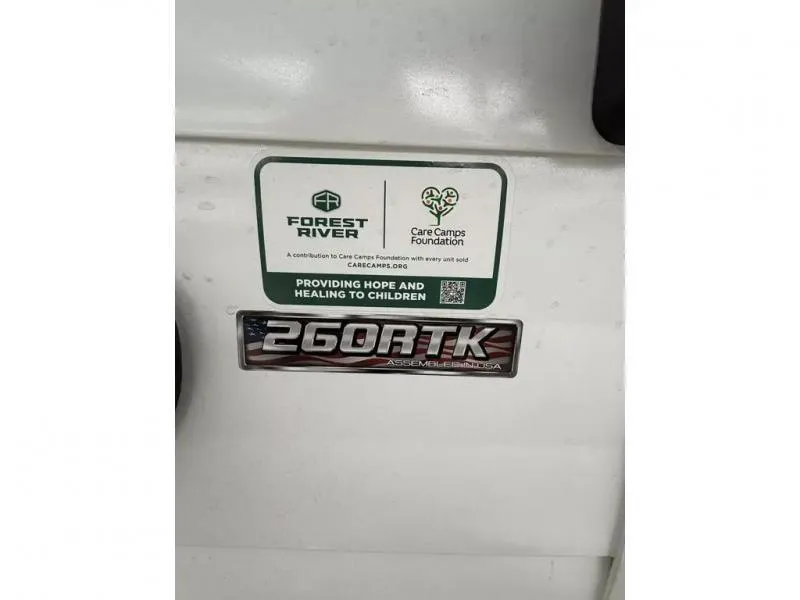 FR
FOREST
RIVER
Care Camps
Foundation
A contribution to Care Camps Foundation with every unit sold
CARECAMPS.ORG
PROVIDING HOPE AND
HEALING TO CHILDREN
260RTK
ASSEMBLED IN USA